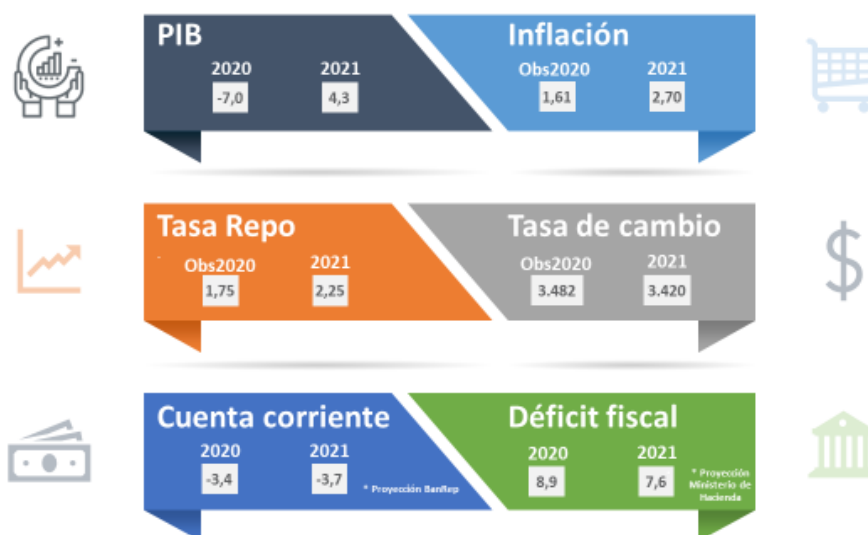 PIB
2020 2021
-7,0 4,3
Inflación
Obs2020 2021
1,61 2,70
Tasa Repo
Obs2020 2021
1,75 2,25
Tasa de cambio
Obs2020 2021
3.482 3.420
Cuenta corriente
2020 2021
-3,4 -3,7
* Proyección BanRep
Déficit fiscal
2020 2021
8,9 7,6
* Proyección
Ministerio de
Hacienda